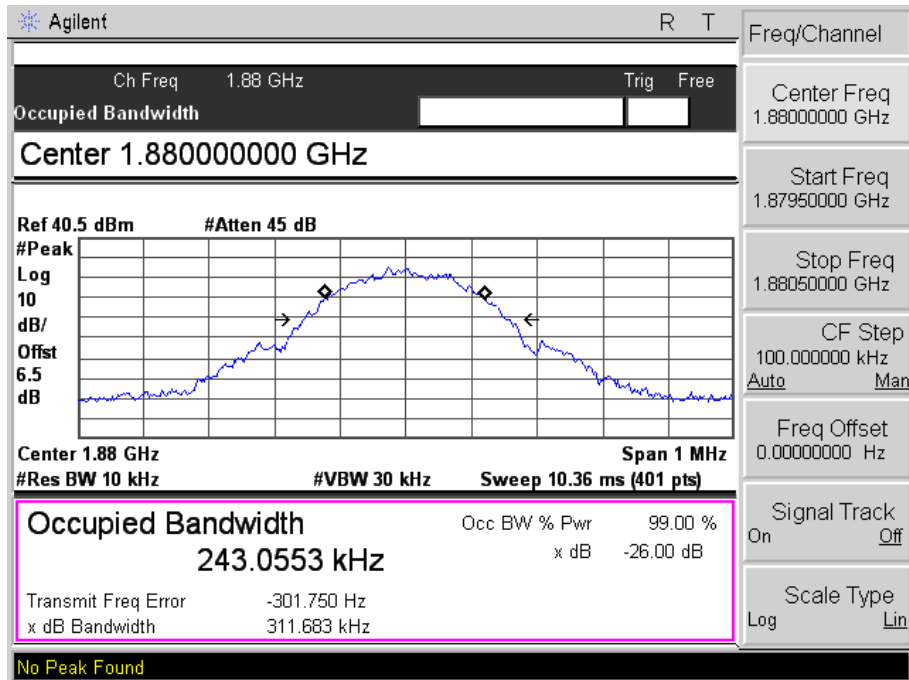 Agilent R T
Ch Freq 1.88 GHz Trig Free
Occupied Bandwidth
Center 1.880000000 GHz
Ref 40.5 dBm #Atten 45 dB
#Peak
Log
10
dB/
Offst
6.5
dB
Center 1.88 GHz Span 1 MHz
#Res BW 10 kHz #VBW 30 kHz Sweep 10.36 ms (401 pts)
Occupied Bandwidth Occ BW % Pwr 99.00 %
243.0553 kHz x dB -26.00 dB
Transmit Freq Error -301.750 Hz
x dB Bandwidth 311.683 kHz
No Peak Found
Freq/Channel
Center Freq
1.88000000 GHz
Start Freq
1.87950000 GHz
Stop Freq
1.88050000 GHz
CF Step
100.000000 kHz
Auto Man
Freq Offset
0.00000000 Hz
Signal Track
On Off
Scale Type
Log Lin